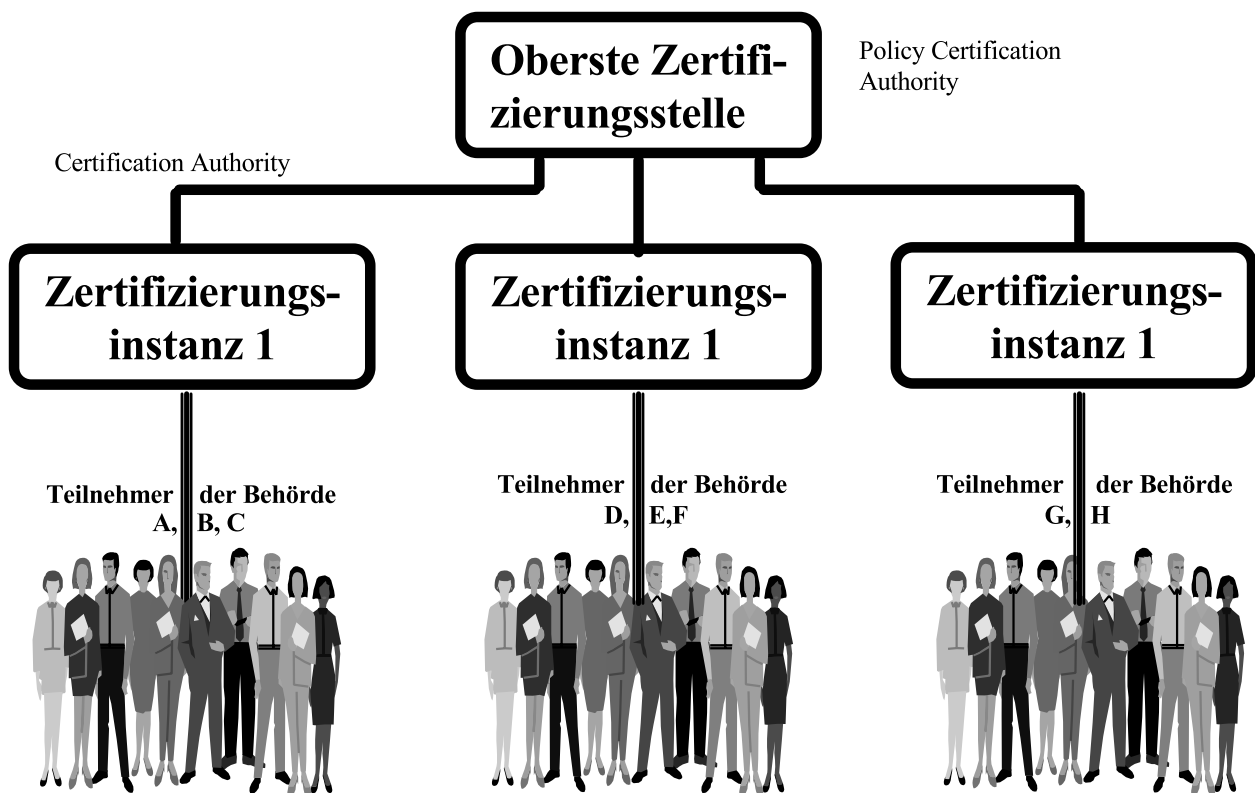 Oberste Zertifi-
zierungsstelle
Policy Certification
Authority
Certification Authority
Zertifizierungs-
instanz 1
Zertifizierungs-
instanz 1
Zertifizierungs-
instanz 1
Teilnehmer der Behörde
A, B, C
Teilnehmer der Behörde
D, E,F
Teilnehmer der Behörde
G, H